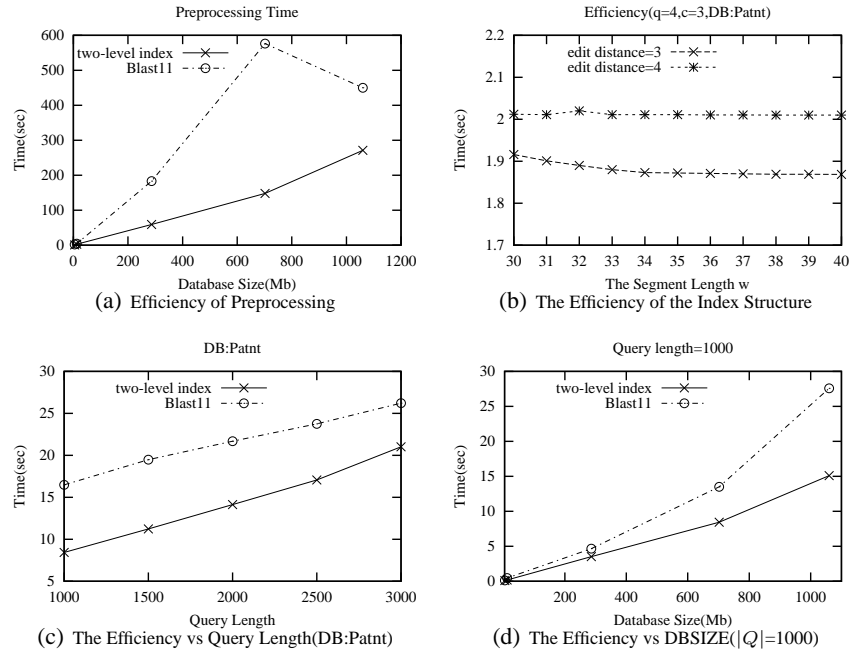 Preprocessing Time
two-level index
Blast11
600
500
400
300
200
100
0
Time(sec)
0 200 400 600 800 1000 1200
Database Size(Mb)
(a) Efficiency of Preprocessing
Efficiency(q=4,c=3,DB:Patnt)
edit distance=3
edit distance=4
2.2
2.1
2
1.9
1.8
1.7
Time(sec)
30 31 32 33 34 35 36 37 38 39 40
The Segment Length w
(b) The Efficiency of the Index Structure
DB:Patnt
two-level index
Blast11
30
25
20
15
10
5
Time(sec)
1000 1500 2000 2500 3000
Query Length
(c) The Efficiency vs Query Length(DB:Patnt)
Query length=1000
two-level index
Blast11
30
25
20
15
10
5
0
Time(sec)
200 400 600 800 1000
Database Size(Mb)
(d) The Efficiency vs DBSIZE(|Q|=1000)